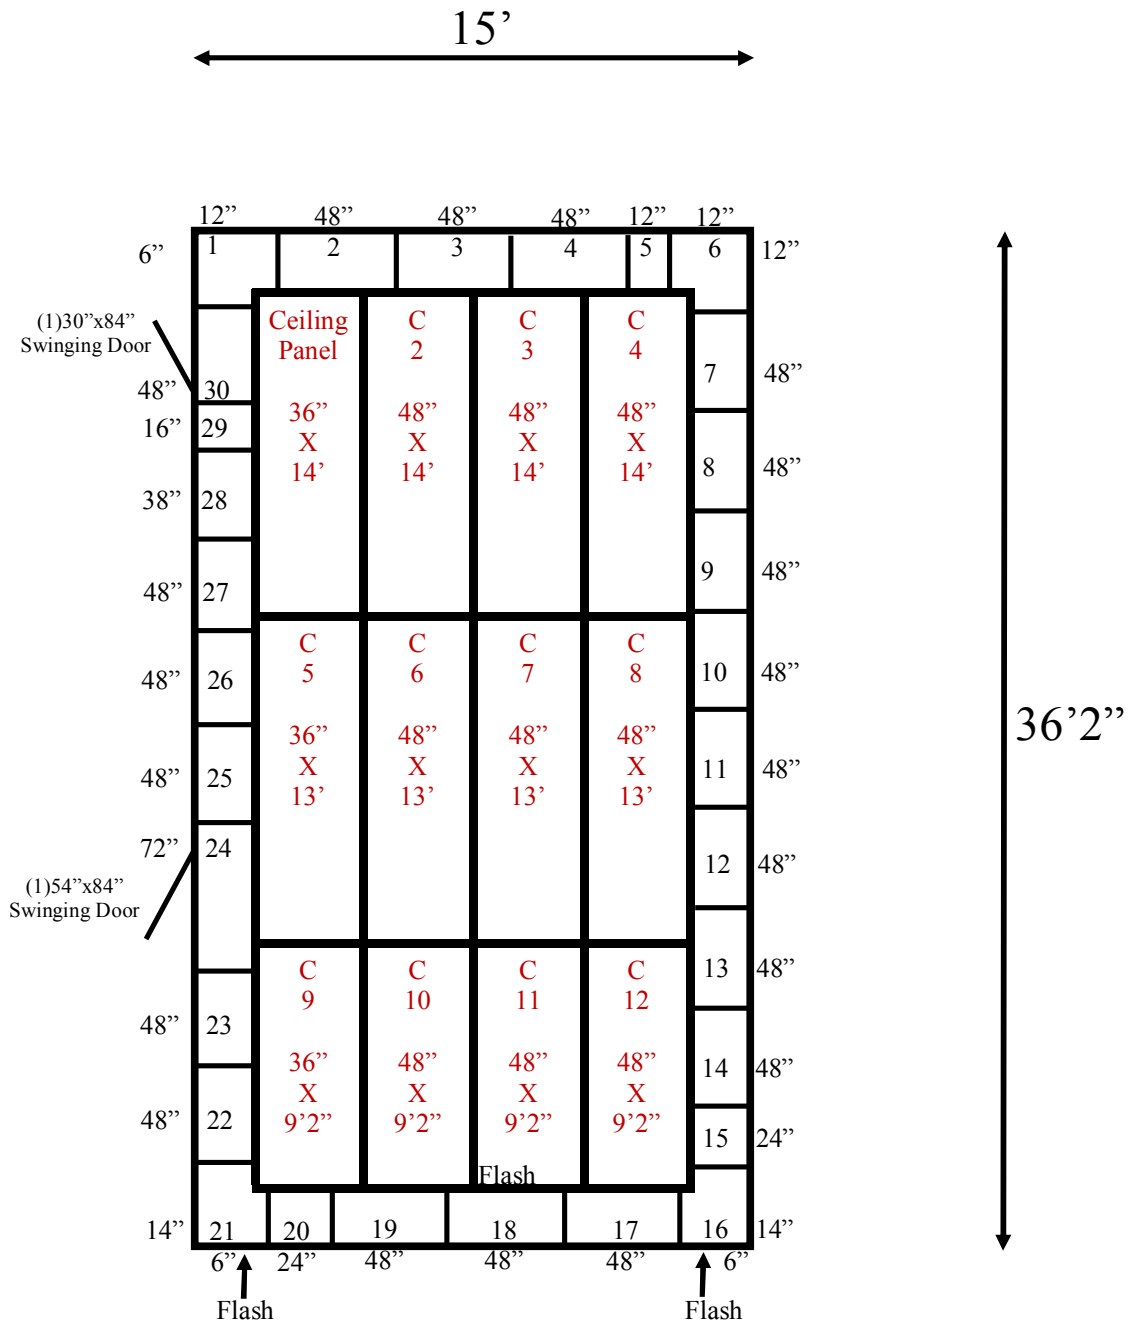 15’
12” 48” 48” 48” 12” 12”
6” 1 2 3 4 5 6 12”
(1)30”x84”
Swinging Door
Ceiling
Panel
36”
X
14’
C
2
48”
X
14’
C
3
48”
X
14’
C
4
48”
X
14’
7 48”
48” 30
16” 29
8 48”
38” 28
9 48”
48” 27
C
5
36”
X
13’
C
6
48”
X
13’
C
7
48”
X
13’
C
8
48”
X
13’
10 48”
48” 26
36’2”
11 48”
48” 25
72” 24
12 48”
(1)54”x84”
Swinging Door
C
9
36”
X
9’2”
C
10
48”
X
9’2”
C
11
48”
X
9’2”
C
12
48”
X
9’2”
13 48”
48” 23
14 48”
48” 22
15 24”
Flash
14” 21 20 19 18 17 16 14”
6” 24” 48” 48” 48” 6”
Flash Flash